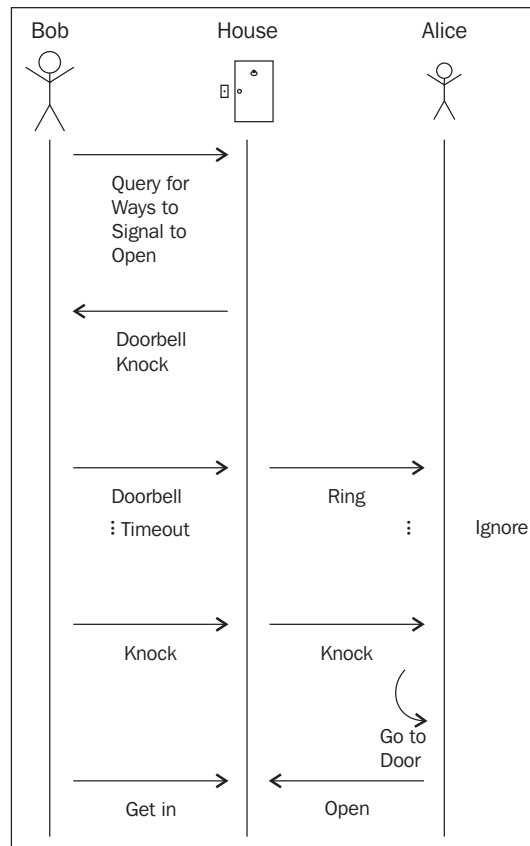 Bob House Alice
Query for
Ways to
Signal to
Open
Doorbell
Knock
Doorbell Ring
Timeout Ignore
Knock Knock
Go to
Door
Get in Open